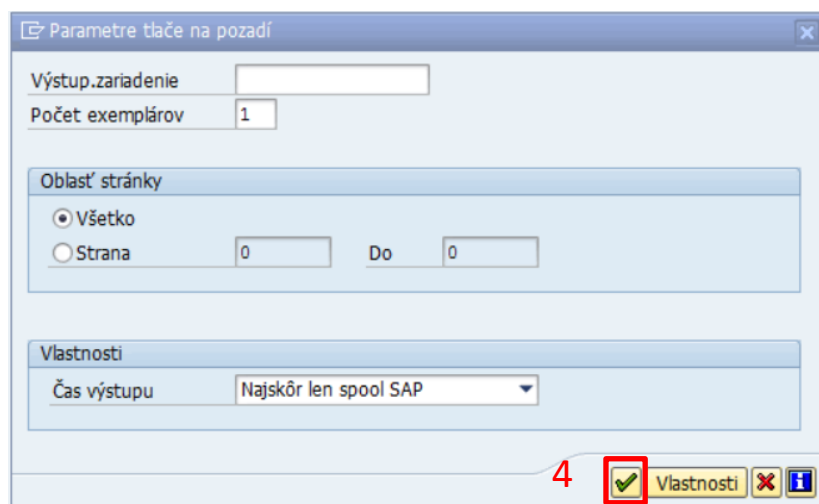 Parametre tlače na pozadí
Výstup.zariadenie
Počet exemplárov 1
Oblasť stránky
Všetko
Strana 0 Do 0
Vlastnosti
Čas výstupu Najskôr len spool SAP
4 Vlastnosti